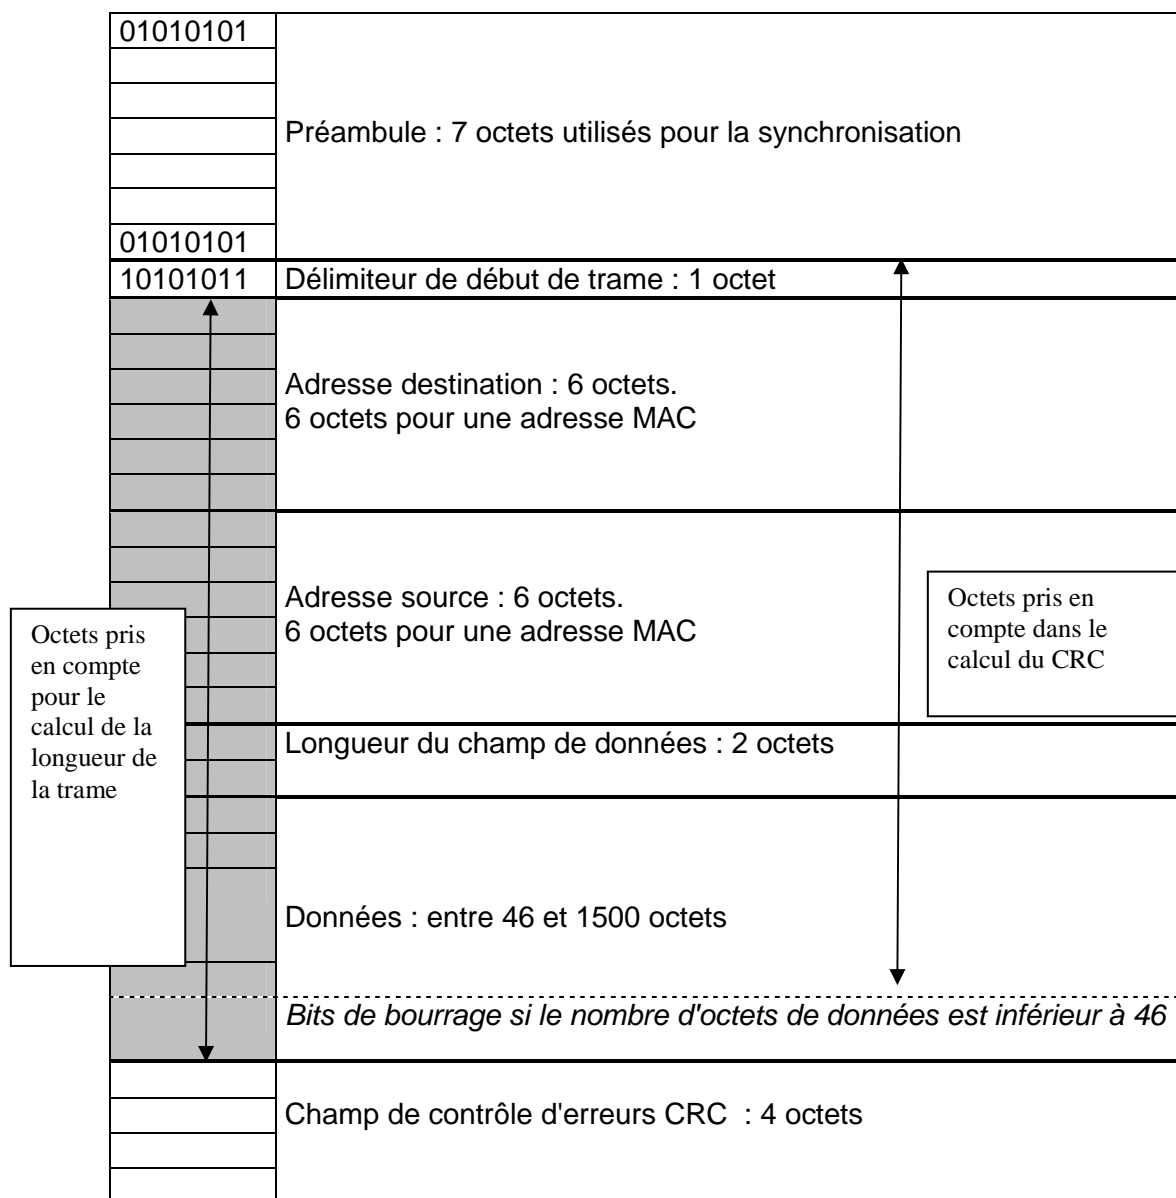 01010101
Préambule : 7 octets utilisés pour la synchronisation
01010101
10101011 Délimiteur de début de trame : 1 octet
Adresse destination : 6 octets.
6 octets pour une adresse MAC
Adresse source : 6 octets.
6 octets pour une adresse MAC
Octets pris en
compte dans le
calcul du CRC
Octets pris
en compte
pour le
calcul de la
longueur de
la trame
Longueur du champ de données : 2 octets
Données : entre 46 et 1500 octets
Bits de bourrage si le nombre d'octets de données est inférieur à 46
Champ de contrôle d'erreurs CRC : 4 octets